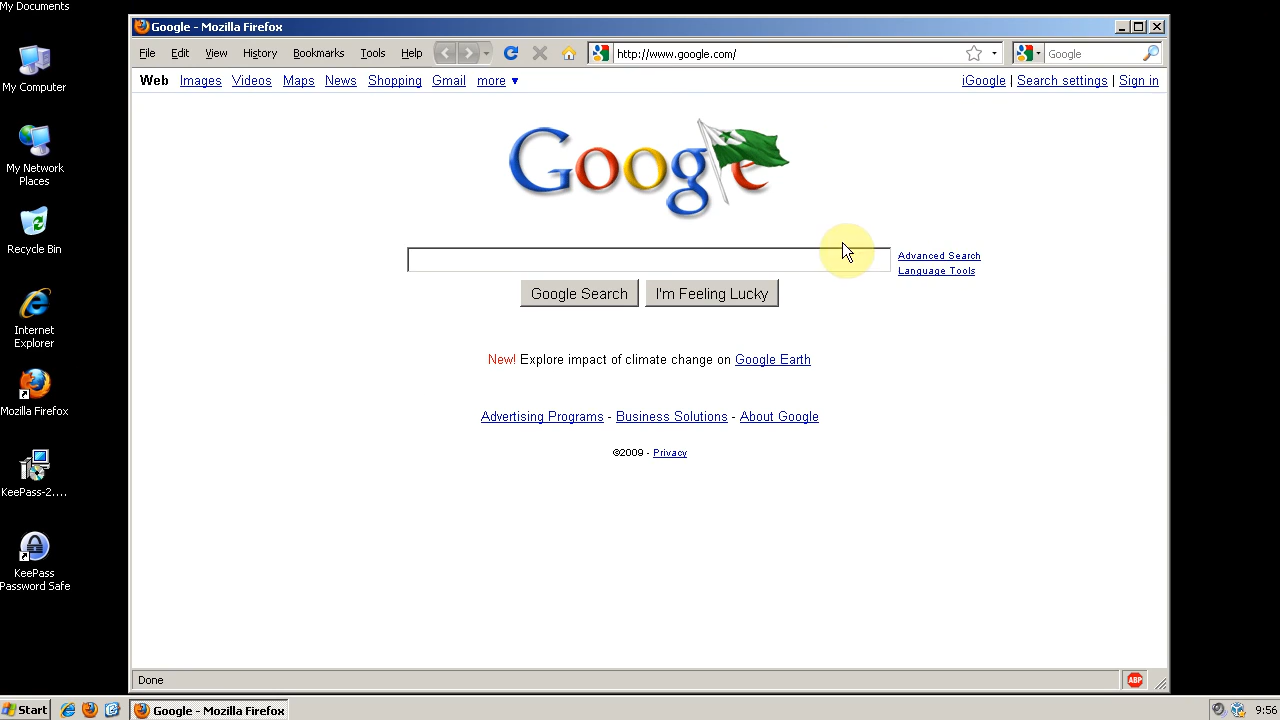 My Documents
My Computer
My Network
Places
Recycle Bin
Internet
Explorer
Mozilla Firefox
KeePass-2....
KeePass
Password Safe
Google - Mozilla Firefox
File Edit View History Bookmarks Tools Help http://www.google.com/ Google
Web Images Videos Maps News Shopping Gmail more ▼ iGoogle | Search settings | Sign in
Google
Advanced Search
Language Tools
Google Search I'm Feeling Lucky
New! Explore impact of climate change on Google Earth
Advertising Programs - Business Solutions - About Google
©2009 - Privacy
Done ABP
Start Google - Mozilla Firefox 9:56